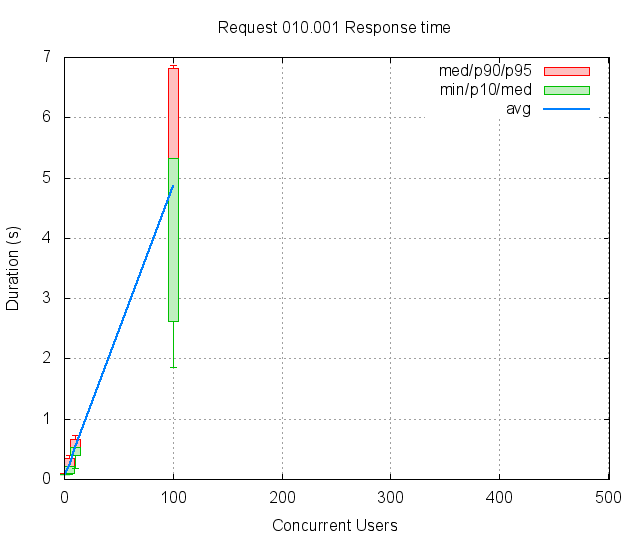 Request 010.001 Response time
7
6
5
4
3
2
1
0
Duration (s)
med/p90/p95
min/p10/med
avg
0 100 200 300 400 500
Concurrent Users